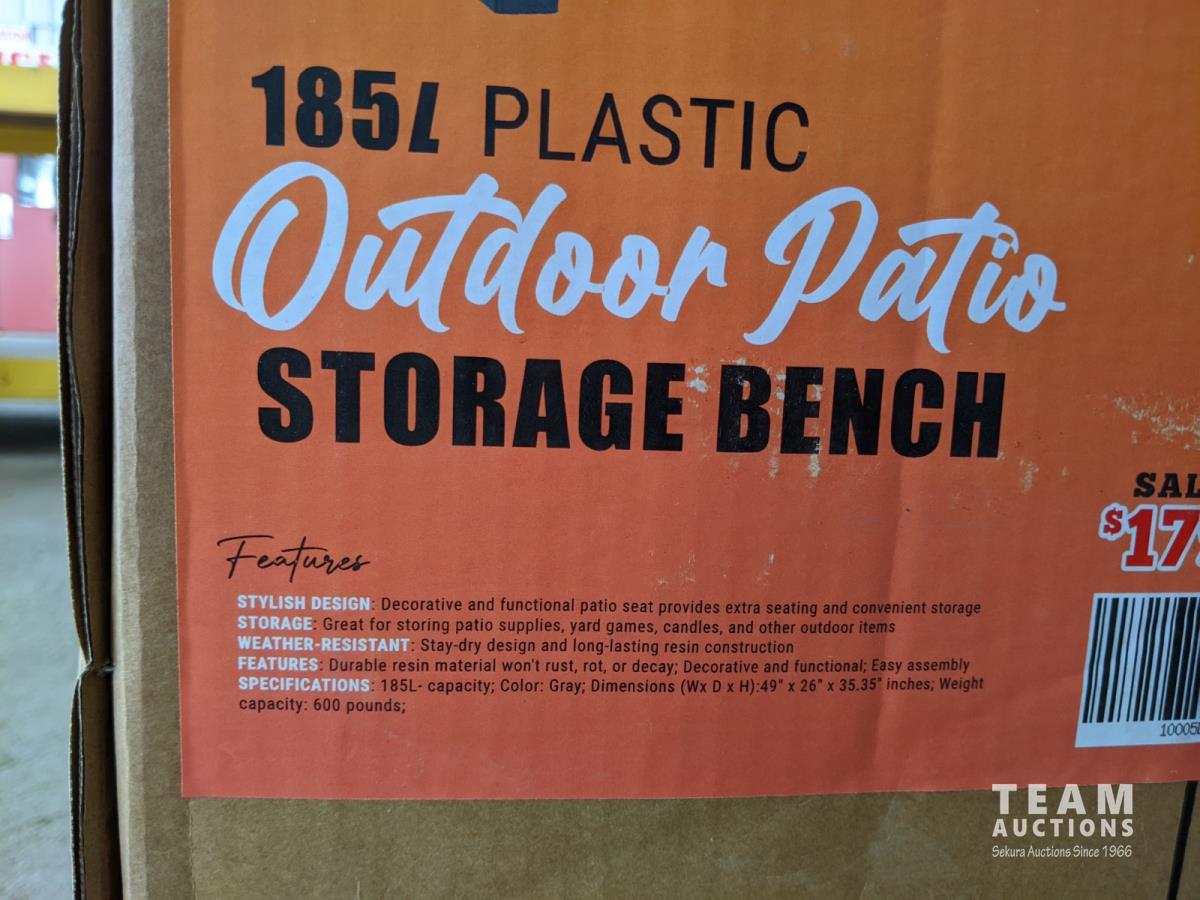 185L PLASTIC
Outdoor Patio
STORAGE BENCH
Features
STYLISH DESIGN: Decorative and functional patio seat provides extra seating and convenient storage
STORAGE: Great for storing patio supplies, yard games, candles, and other outdoor items
WEATHER-RESISTANT: Stay-dry design and long-lasting resin construction
FEATURES: Durable resin material won't rust, rot, or decay; Decorative and functional; Easy assembly
SPECIFICATIONS: 185L- capacity; Color: Gray; Dimensions (Wx D x H):49" x 26" x 35.35" inches; Weight
capacity: 600 pounds;
SAL
$17
10005
TEAM
AUCTIONS
Sekura Auctions Since 1966